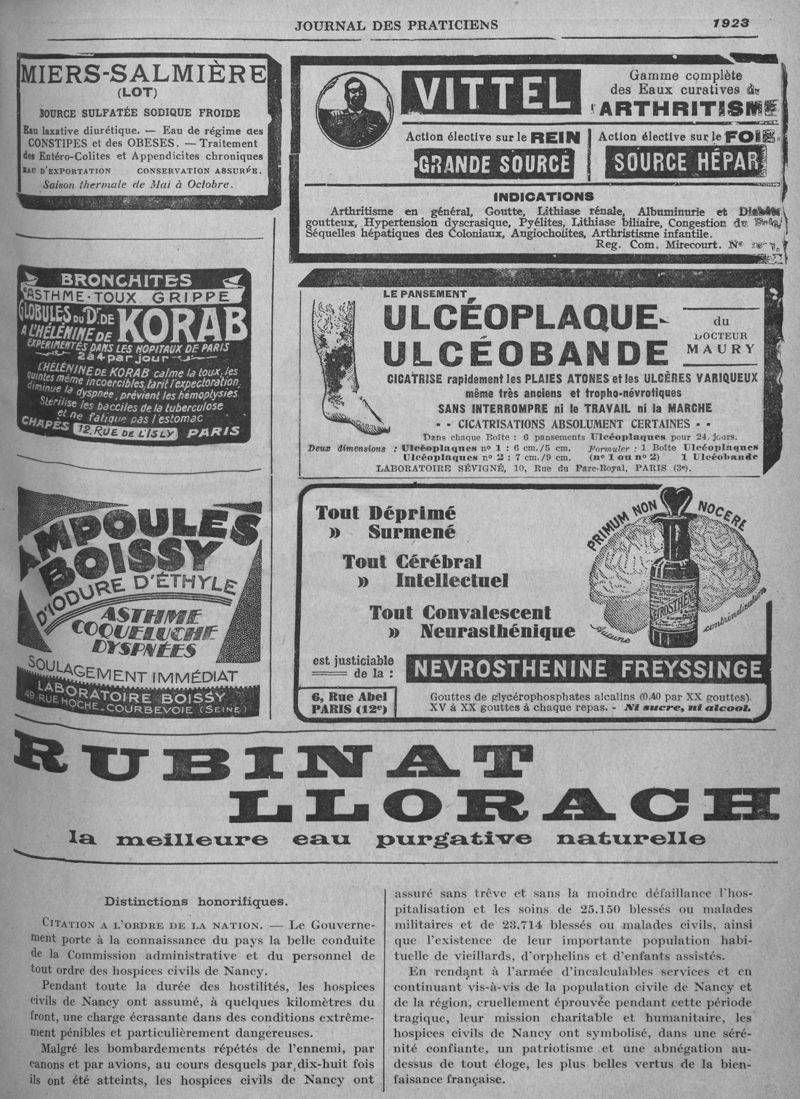 JOURNAL DES PRATICIENS
1923
MIERS-SALMIÈRE
(LOT)
SOURCE SULFATÉE SODIQUE FROIDE
Eau laxative diurétique. — Eau de régime des
CONSTIPES et des OBESES. — Traitement
des Entéro-Colites et Appendicites chroniques
EAU D'EXPORTATION CONSERVATION ASSURÉE.
Saison thermale de Mai à Octobre.
VITTEL
Gamme complète
des Eaux curatives de
l'ARTHRITISME
Action élective sur le REIN
GRANDE SOURCE
Action élective sur le FOIE
SOURCE HÉPAR
INDICATIONS
Arthritisme en général, Goutte, Lithiase rénale, Albuminurie et Diabète
goutteux, Hypertension dyscrasique, Pyélites, Lithiase biliaire, Congestion du
Séquelles hépatiques des Coloniaux, Angiocholites, Arthristisme infantile.
Reg. Com. Mirecourt. Nº
BRONCHITES
ASTHME - TOUX GRIPPE
GLOBULES DU Dr. DE
A L'HÉLÉNINE DE KORAB
EXPÉRIMENTÉS DANS LES HOPITAUX DE PARIS
2 à 4 par jour
L'HÉLÉNINE DE KORAB calme la toux, les
quintes même incoercibles, tarit l'expectoration,
diminue la dyspnée, prévient les hémoplysies
Stérilise les baccilles de la tuberculose
et ne fatigue pas l'estomac
CHAPÈS 12, RUE DE L'ISLY PARIS
LE PANSEMENT
ULCÉOPLAQUE-
ULCÉOBANDE
du
DOCTEUR
MAURY
CICATRISE rapidement les PLAIES ATONES et les ULCÈRES VARIQUEUX
même très anciens et tropho-névrotiques
SANS INTERROMPRE ni le TRAVAIL ni la MARCHE
- - CICATRISATIONS ABSOLUMENT CERTAINES - -
Dans chaque Boîte : 6 pansements Ulcéoplaques pour 24 jours.
Deux dimensions : Ulcéoplaques nº 1 : 6 cm./5 cm. Formuler : 1 Boîte Ulcéoplaques
Ulcéoplaques nº 2 : 7 cm./9 cm. (nº 1 ou nº 2) 1 Ulcéobande
LABORATOIRE SÉVIGNÉ, 10, Rue du Parc-Royal, PARIS (3e).
AMPOULES
BOISSY
D'IODURE D'ÉTHYLE
ASTHME
COQUELUCHE
DYSPNÉES
SOULAGEMENT IMMÉDIAT
LABORATOIRE BOISSY
49, RUE HOCHE - COURBEVOIE (SEINE)
Tout Déprimé
» Surmené
Tout Cérébral
» Intellectuel
Tout Convalescent
» Neurasthénique
PRIMUM NON NOCERE
NEVROSTHENINE
Aucune contrindication
est justiciable
de la :
NEVROSTHENINE FREYSSINGE
6, Rue Abel
PARIS (12e)
Gouttes de glycérophosphates alcalins (0.40 par XX gouttes).
XV à XX gouttes à chaque repas. - Ni sucre, ni alcool.
RUBINAT
LLORACH
la meilleure eau purgative naturelle
Distinctions honorifiques.
CITATION A L'ORDRE DE LA NATION. — Le Gouverne-
ment porte à la connaissance du pays la belle conduite
de la Commission administrative et du personnel de
tout ordre des hospices civils de Nancy.
Pendant toute la durée des hostilités, les hospices
civils de Nancy ont assumé, à quelques kilomètres du
front, une charge écrasante dans des conditions extrême-
ment pénibles et particulièrement dangereuses.
Malgré les bombardements répétés de l'ennemi, par
canons et par avions, au cours desquels par dix-huit fois
ils ont été atteints, les hospices civils de Nancy ont
assuré sans trêve et sans la moindre défaillance l'hos-
pitalisation et les soins de 25.150 blessés ou malades
militaires et de 23.714 blessés ou malades civils, ainsi
que l'existence de leur importante population habi-
tuelle de vieillards, d'orphelins et d'enfants assistés.
En rendant à l'armée d'incalculables services et en
continuant vis-à-vis de la population civile de Nancy et
de la région, cruellement éprouvée pendant cette période
tragique, leur mission charitable et humanitaire, les
hospices civils de Nancy ont symbolisé, dans une séré-
nité confiante, un patriotisme et une abnégation au-
dessus de tout éloge, les plus belles vertus de la bien-
faisance française.